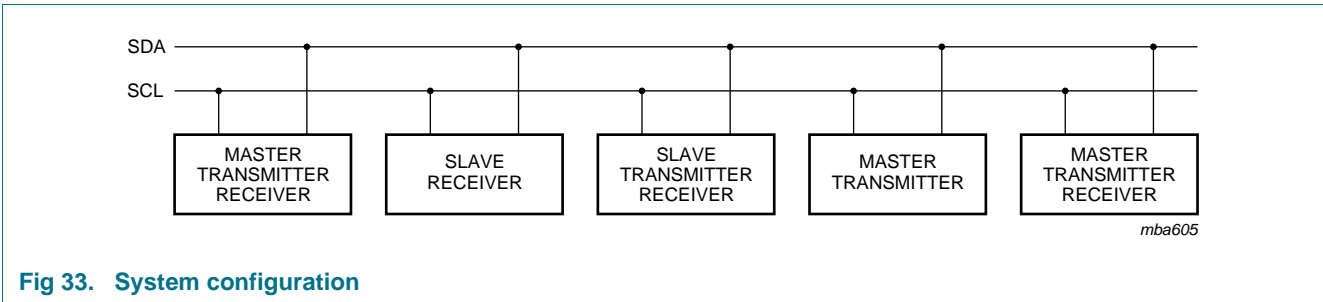 SDA
SCL
MASTER
TRANSMITTER
RECEIVER
SLAVE
RECEIVER
SLAVE
TRANSMITTER
RECEIVER
MASTER
TRANSMITTER
MASTER
TRANSMITTER
RECEIVER
mba605
Fig 33. System configuration